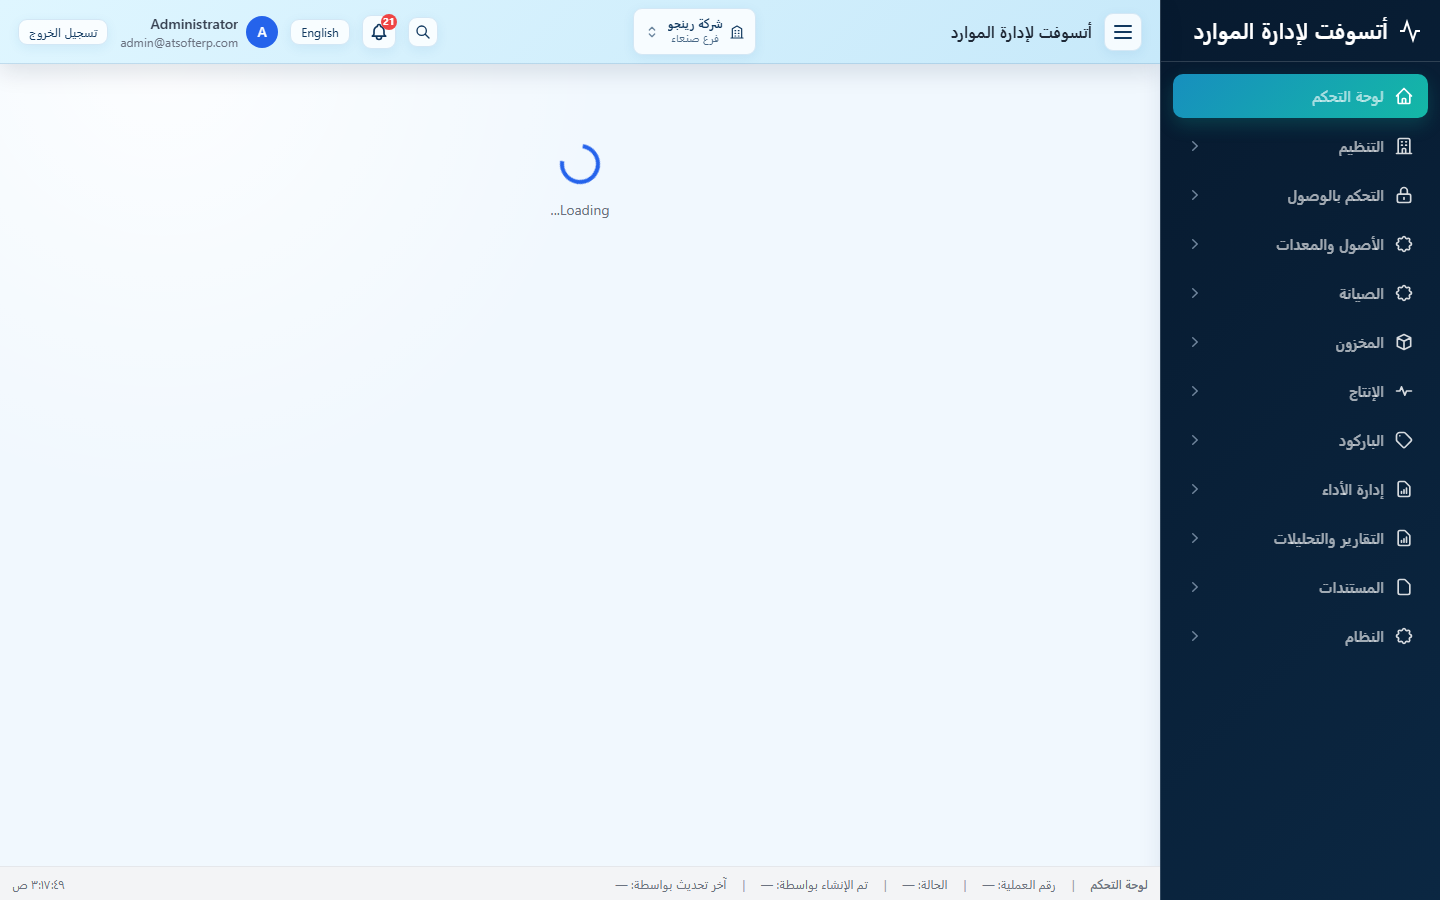 أتسوفت لإدارة الموارد
لوحة التحكم
التنظيم
التحكم بالوصول
الأصول والمعدات
الصيانة
المخزون
الإنتاج
الباركود
إدارة الأداء
التقارير والتحليلات
المستندات
النظام
أتسوفت لإدارة الموارد
شركة رينجو
فرع صنعاء
21
English
A
Administrator
admin@atsofterp.com
تسجيل الخروج
Loading...
لوحة التحكم | رقم العملية: — | الحالة: — | تم الإنشاء بواسطة: — | آخر تحديث بواسطة: —
٣:١٧:٤٩ ص